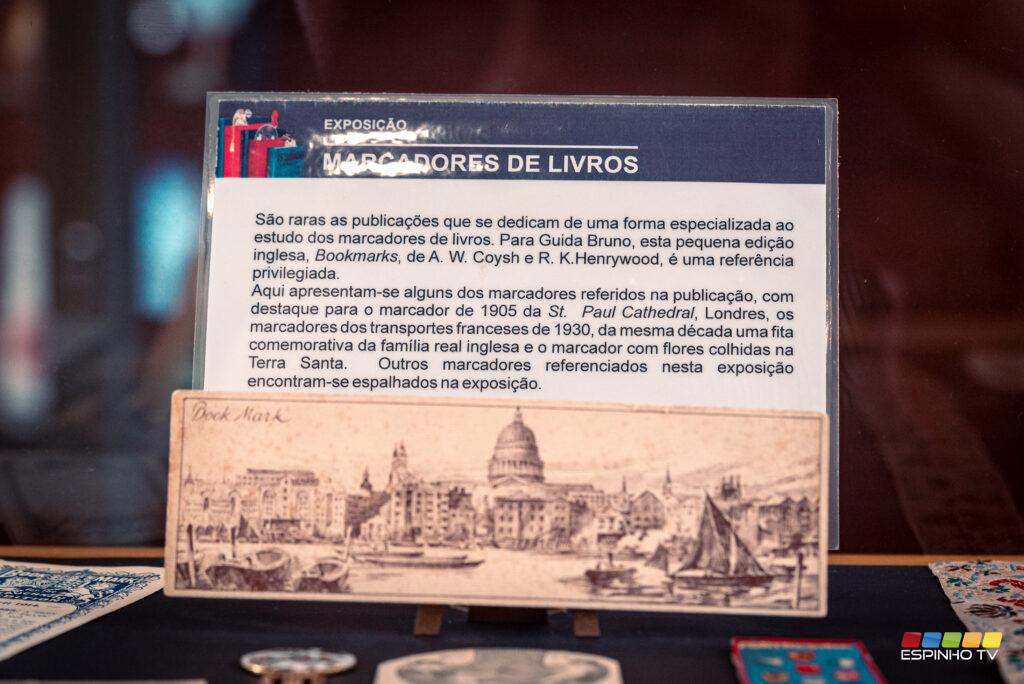 EXPOSIÇÃO
MARCADORES DE LIVROS
São raras as publicações que se dedicam de uma forma especializada ao
estudo dos marcadores de livros. Para Guida Bruno, esta pequena edição
inglesa, Bookmarks, de A. W. Coysh e R. K.Henrywood, é uma referência
privilegiada.
Aqui apresentam-se alguns dos marcadores referidos na publicação, com
destaque para o marcador de 1905 da St. Paul Cathedral, Londres, os
marcadores dos transportes franceses de 1930, da mesma década uma fita
comemorativa da família real inglesa e o marcador com flores colhidas na
Terra Santa. Outros marcadores referenciados nesta exposição
encontram-se espalhados na exposição.
Book Mark
ESPINHO TV